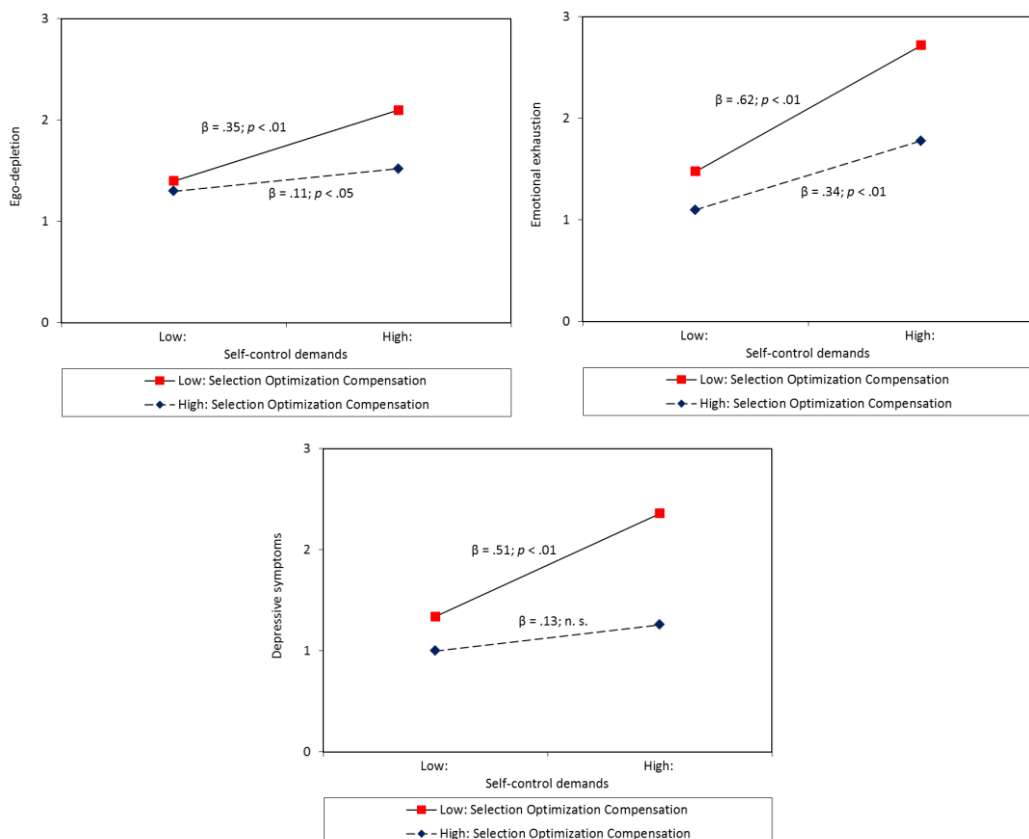 3
2
1
0
Ego-depletion
β = .35; p < .01
β = .11; p < .05
Low:
High:
Self-control demands
Low: Selection Optimization Compensation
High: Selection Optimization Compensation
3
2
1
0
Emotional exhaustion
β = .62; p < .01
β = .34; p < .01
Low:
High:
Self-control demands
Low: Selection Optimization Compensation
High: Selection Optimization Compensation
3
2
1
0
Depressive symptoms
β = .51; p < .01
β = .13; n. s.
Low:
High:
Self-control demands
Low: Selection Optimization Compensation
High: Selection Optimization Compensation